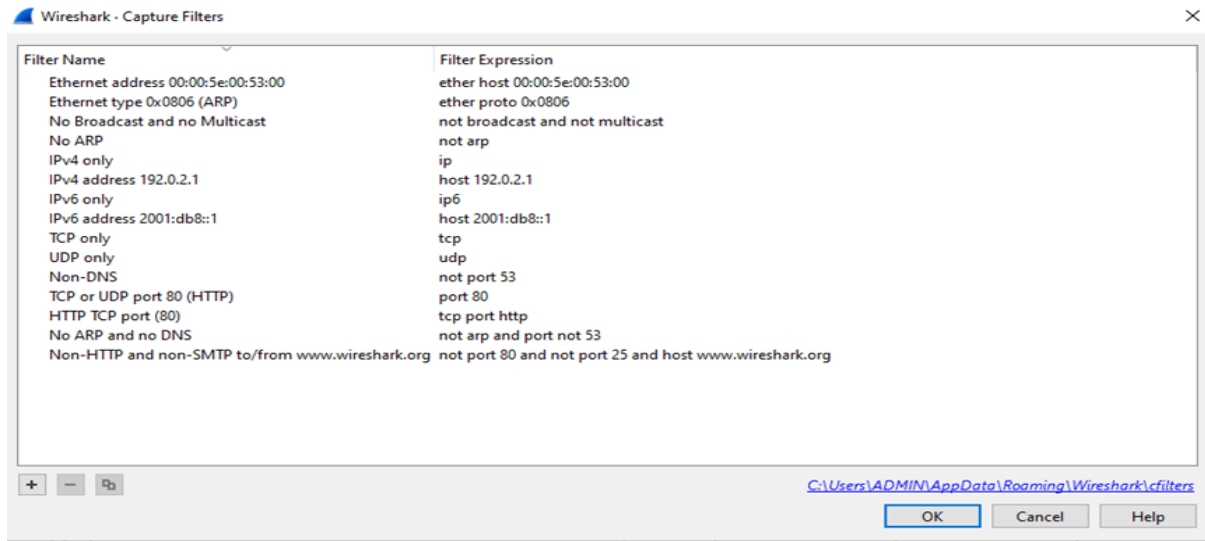 Wireshark · Capture Filters
Filter Name Filter Expression
Ethernet address 00:00:5e:00:53:00 ether host 00:00:5e:00:53:00
Ethernet type 0x0806 (ARP) ether proto 0x0806
No Broadcast and no Multicast not broadcast and not multicast
No ARP not arp
IPv4 only ip
IPv4 address 192.0.2.1 host 192.0.2.1
IPv6 only ip6
IPv6 address 2001:db8::1 host 2001:db8::1
TCP only tcp
UDP only udp
Non-DNS not port 53
TCP or UDP port 80 (HTTP) port 80
HTTP TCP port (80) tcp port http
No ARP and no DNS not arp and port not 53
Non-HTTP and non-SMTP to/from www.wireshark.org not port 80 and not port 25 and host www.wireshark.org
C:\Users\ADMIN\AppData\Roaming\Wireshark\cfilters
OK Cancel Help